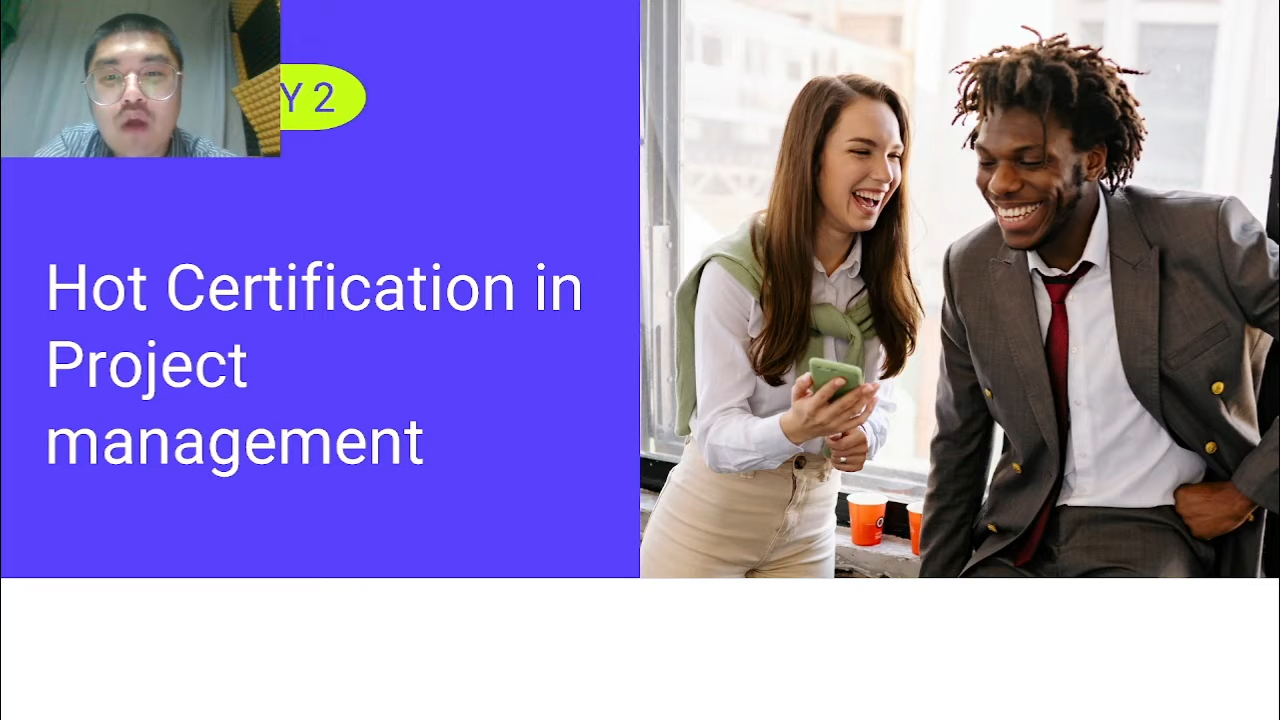 Y 2
Hot Certification in
Project
management